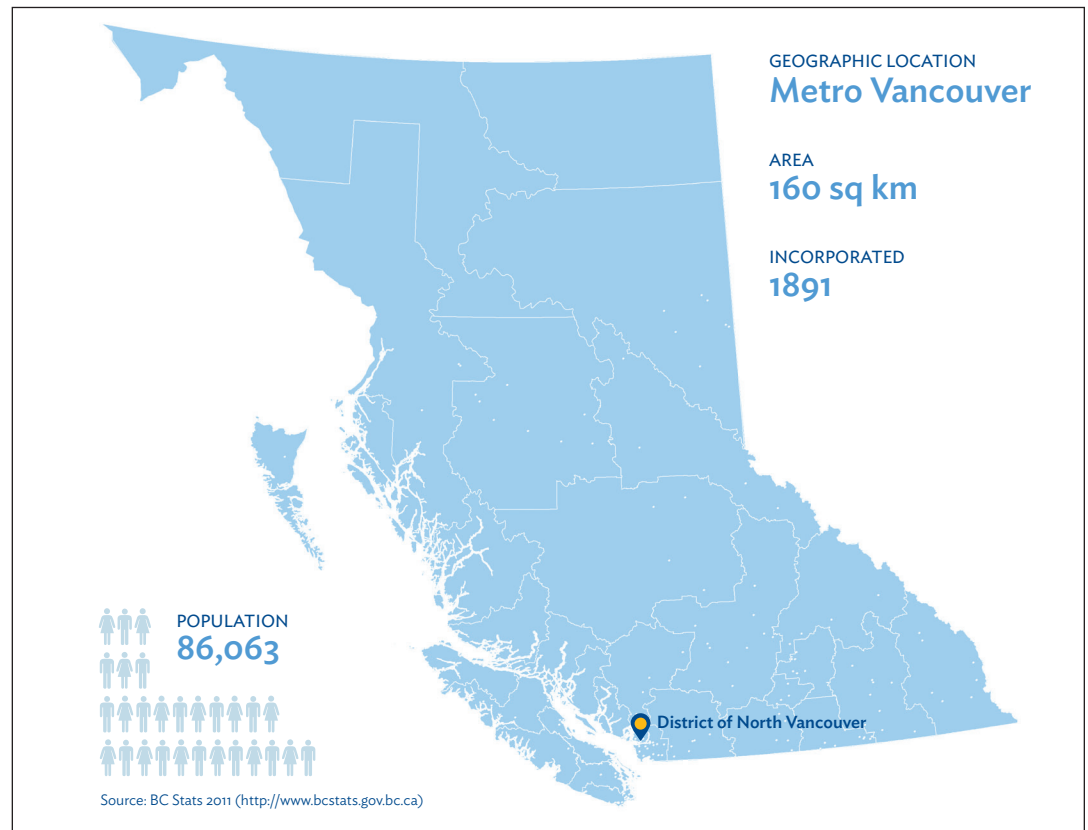 GEOGRAPHIC LOCATION
Metro Vancouver
AREA
160 sq km
INCORPORATED
1891
POPULATION
86,063
District of North Vancouver
Source: BC Stats 2011 (http://www.bcstats.gov.bc.ca)